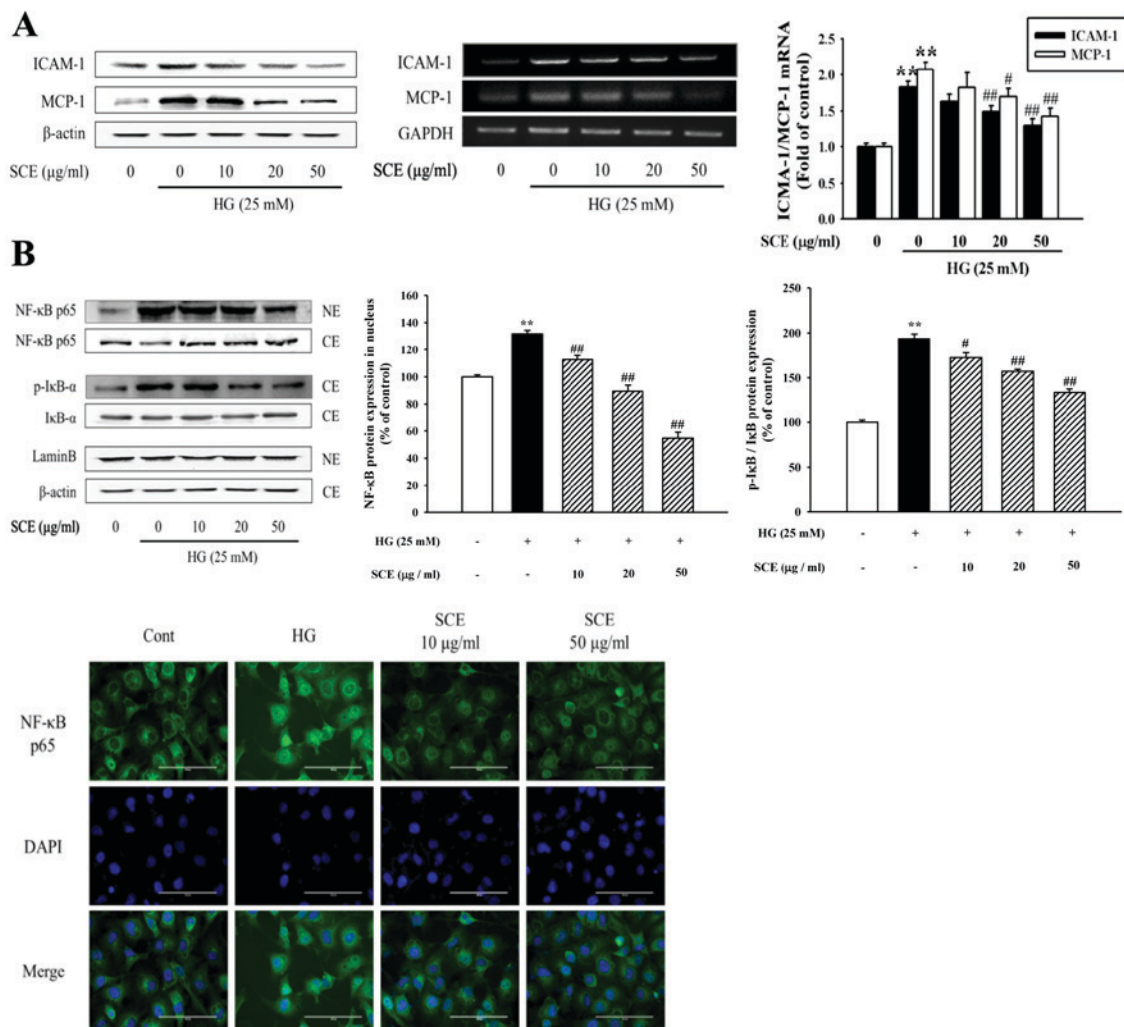 A
ICAM-1
MCP-1
β-actin
SCE (μg/ml) 0 0 10 20 50
HG (25 mM)
ICAM-1
MCP-1
GAPDH
0 0 10 20 50
HG (25 mM)
ICAM-1
MCP-1
ICMA-1/MCP-1 mRNA
(Fold of control)
2.5
2.0
1.5
1.0
0.5
0.0
** ** ## # ## ##
SCE (μg/ml) 0 0 10 20 50
HG (25 mM)
B
NF-κB p65 NE
NF-κB p65 CE
p-IκB-α CE
IκB-α CE
LaminB NE
β-actin CE
SCE (μg/ml) 0 0 10 20 50
HG (25 mM)
NF-κB protein expression in nucleus
(% of control)
160
140
120
100
80
60
40
20
0
** ## ## ##
HG (25 mM) - + + + +
SCE (μg / ml) - - 10 20 50
p-IκB / IκB protein expression
(% of control)
250
200
150
100
50
0
** # ## ##
HG (25 mM) - + + + +
SCE (μg / ml) - - 10 20 50
Cont
HG
SCE
10 μg/ml
SCE
50 μg/ml
NF-κB
p65
DAPI
Merge